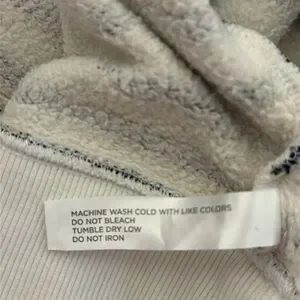 MACHINE WASH COLD WITH LIKE COLORS
DO NOT BLEACH
TUMBLE DRY LOW
DO NOT IRON